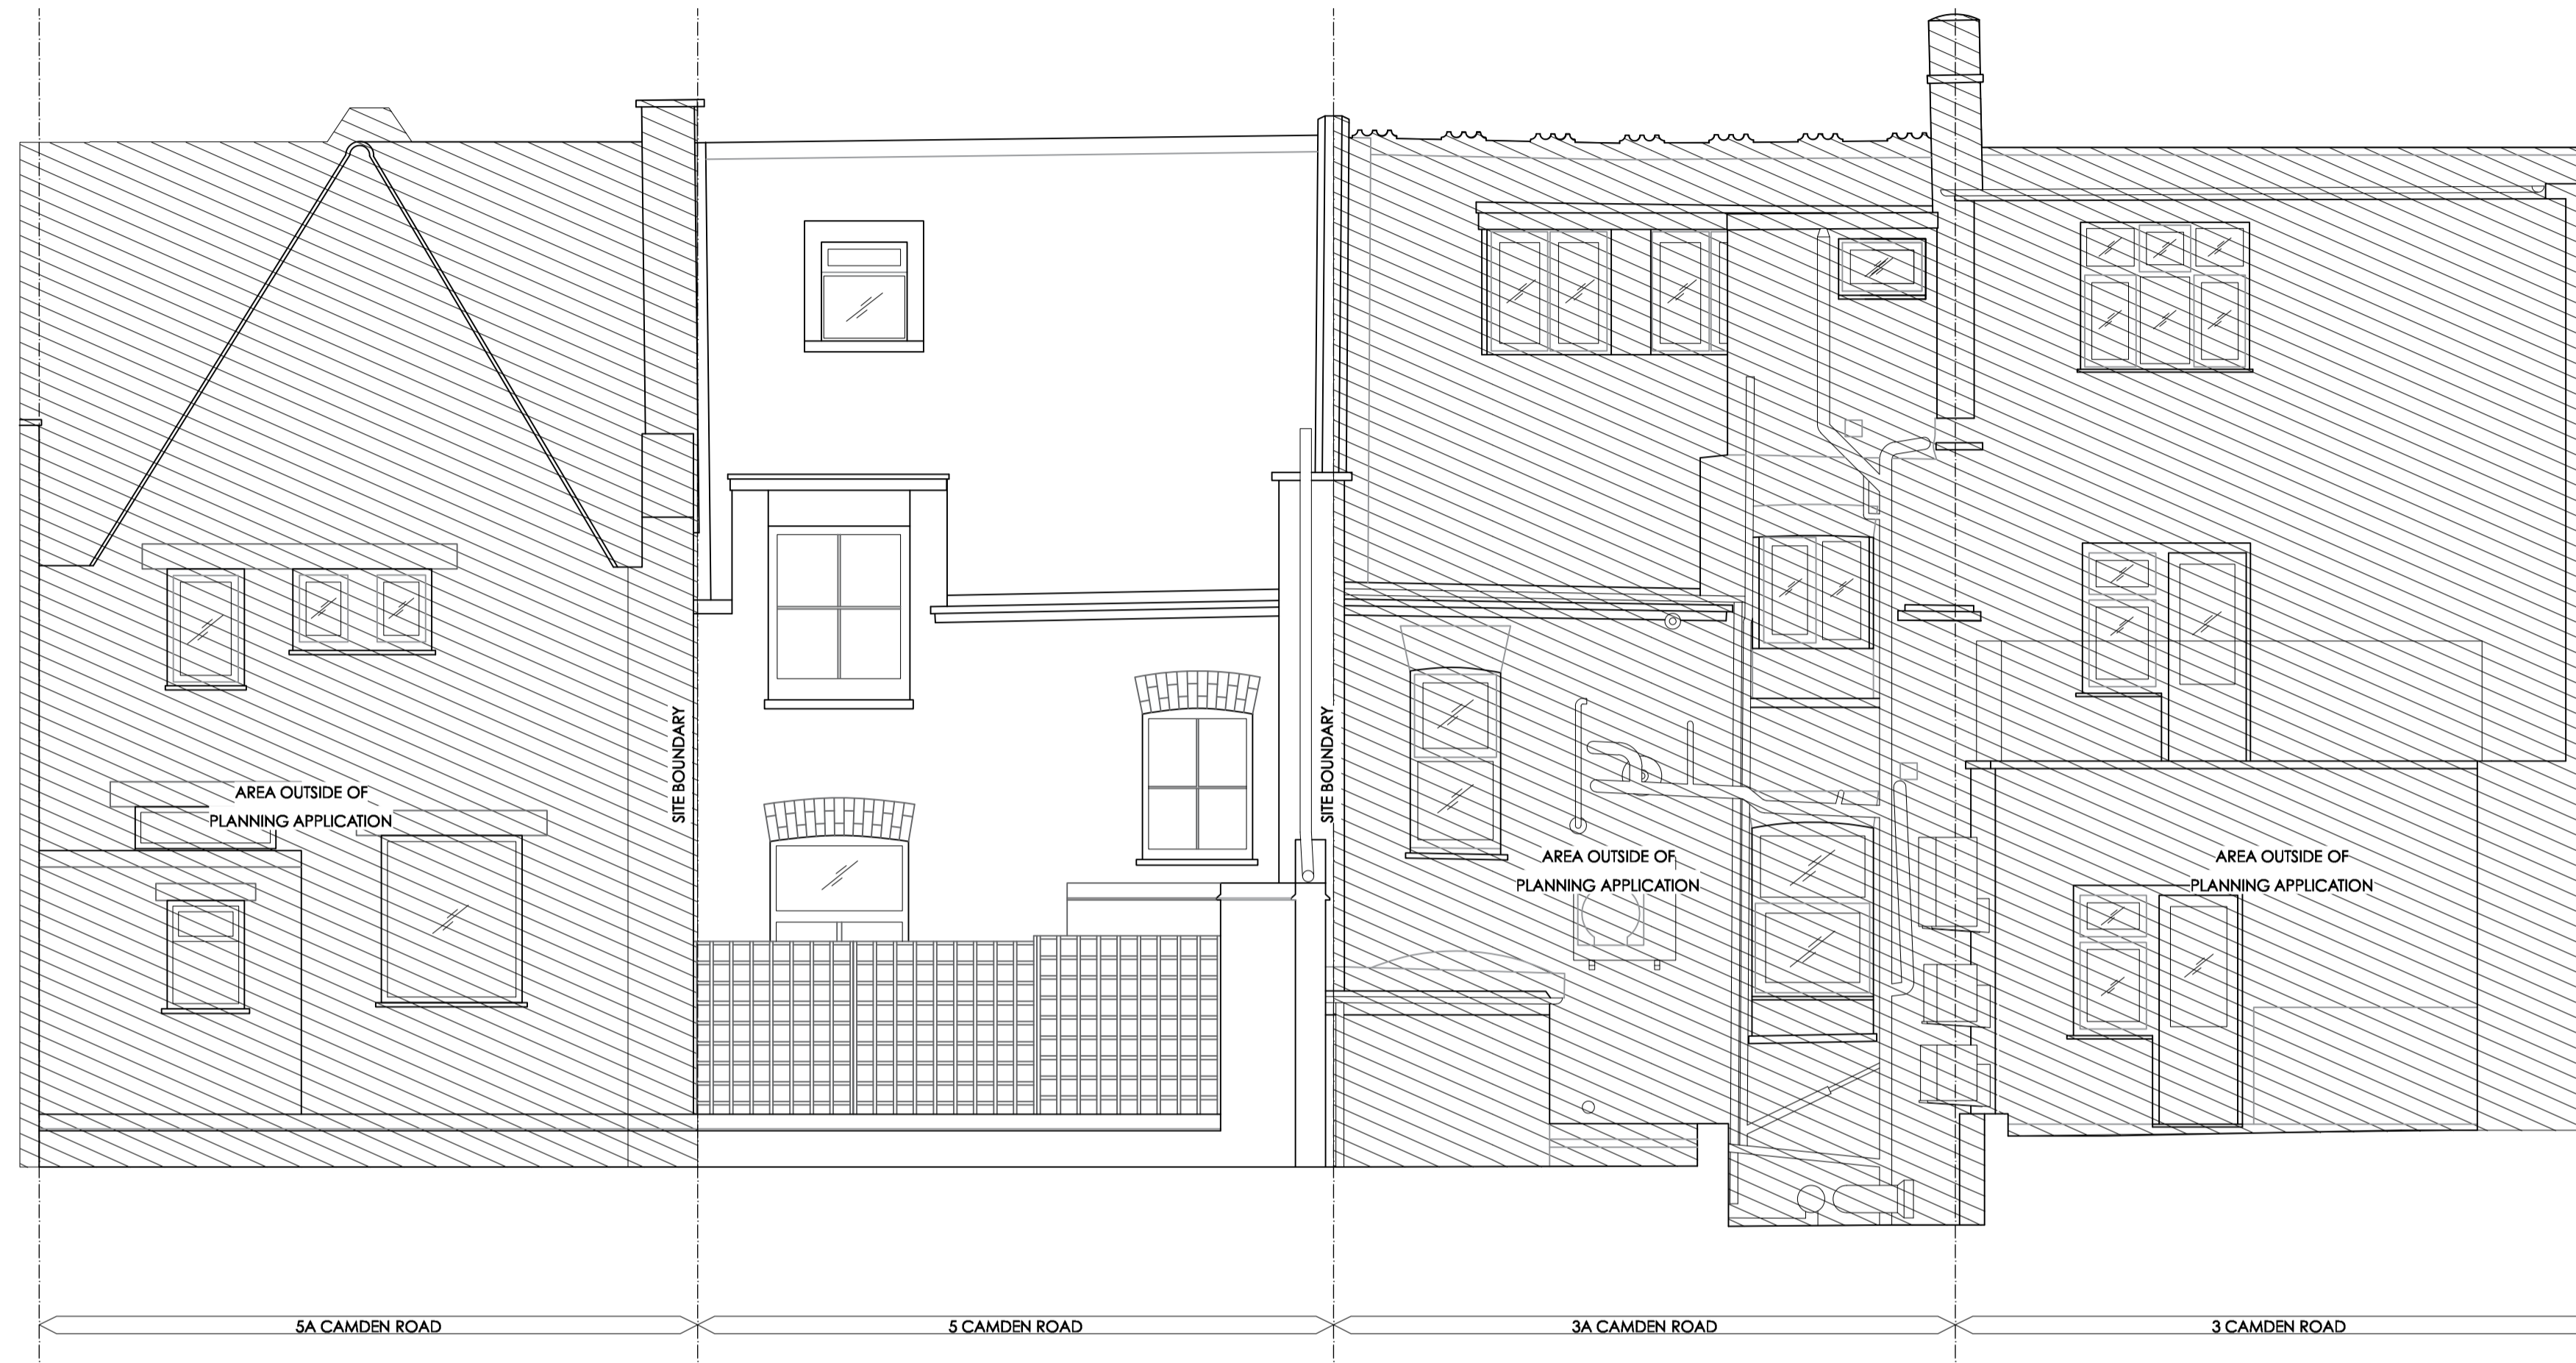 SITE BOUNDARY
SITE BOUNDARY
AREA OUTSIDE OF
PLANNING APPLICATION
AREA OUTSIDE OF
PLANNING APPLICATION
AREA OUTSIDE OF
PLANNING APPLICATION
5A CAMDEN ROAD
5 CAMDEN ROAD
3A CAMDEN ROAD
3 CAMDEN ROAD